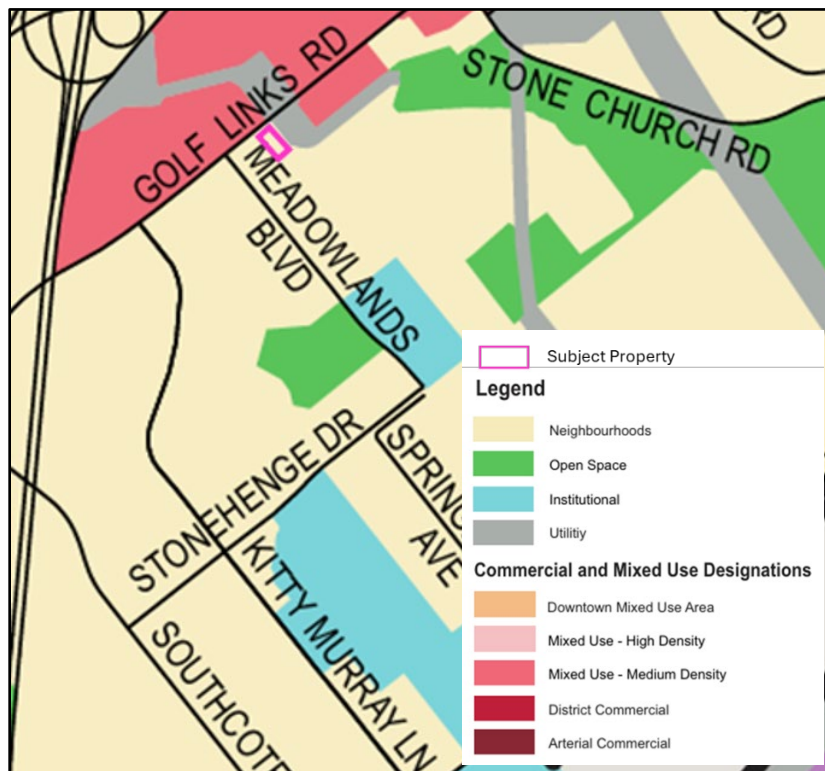 RD
GOLF LINKS RD
STONE CHURCH RD
MEADOWLANDS
BLVD
STONEHENGE DR
SPRING
AVE
KITTY MURRAY LN
SOUTHCOTE
Subject Property
Legend
Neighbourhoods
Open Space
Institutional
Utilitiy
Commercial and Mixed Use Designations
Downtown Mixed Use Area
Mixed Use - High Density
Mixed Use - Medium Density
District Commercial
Arterial Commercial